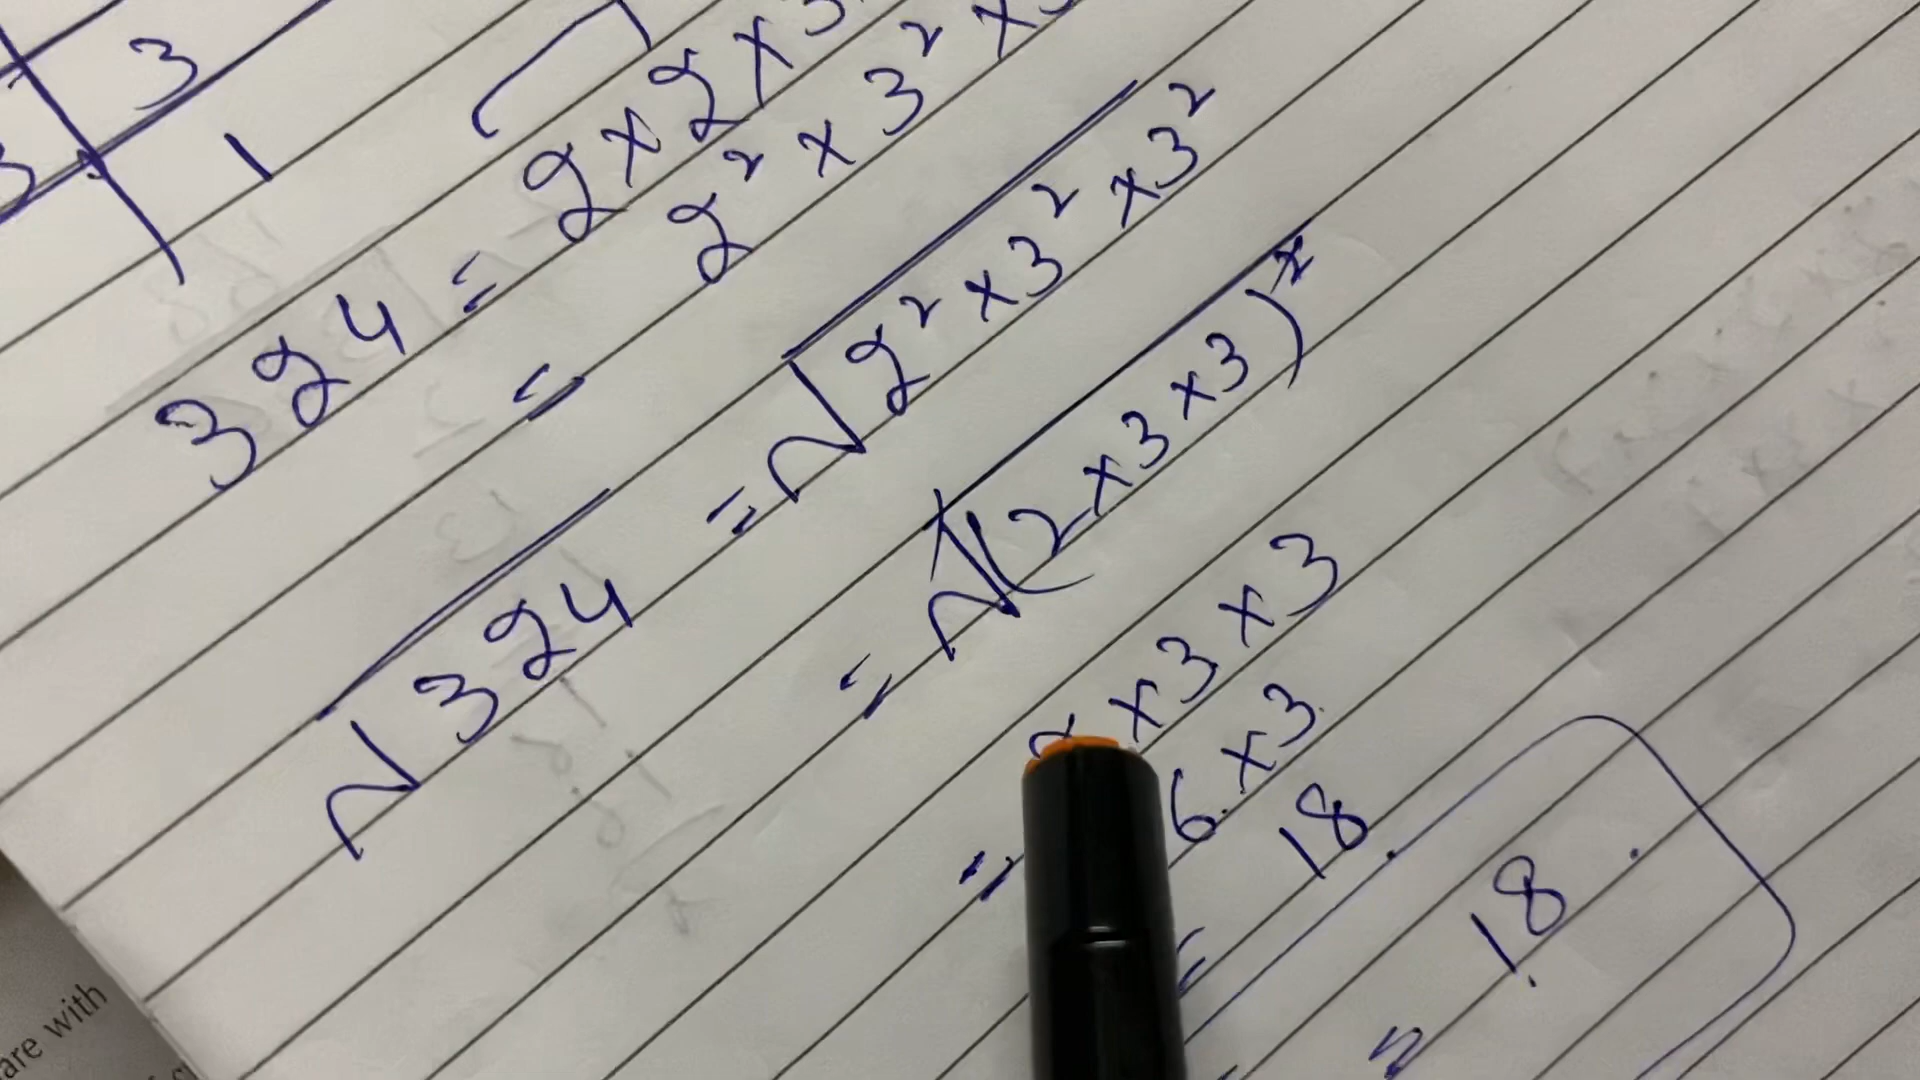 3
3 1
324 = 2×2×3
= 2² × 3² ×
√324 = √2² ×3² ×3²
= √(2×3×3)²
= ×3×3
6×3
= 18
= 18
are with